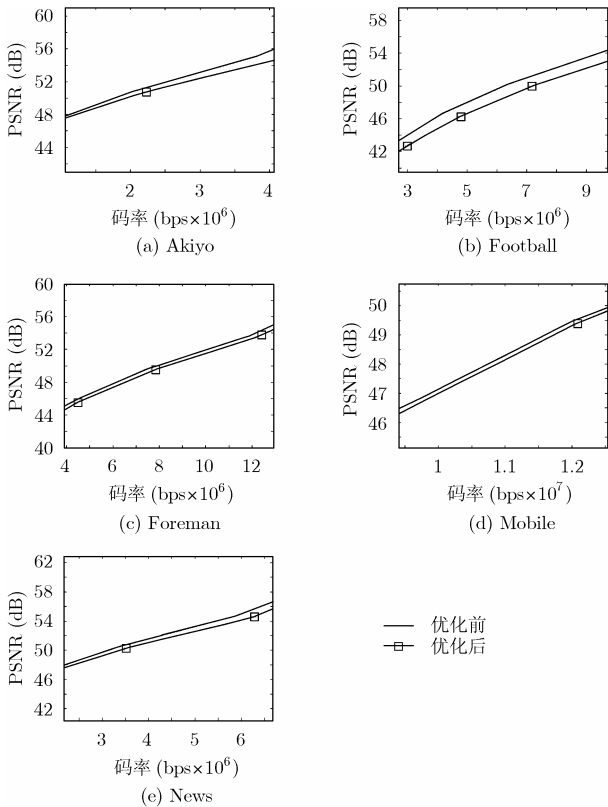 60
56
52
48
44
PSNR (dB)
2 3 4
码率 (bps×10⁶)
(a) Akiyo
58
54
50
46
42
PSNR (dB)
3 5 7 9
码率 (bps×10⁶)
(b) Football
60
56
52
48
44
40
PSNR (dB)
4 6 8 10 12
码率 (bps×10⁶)
(c) Foreman
50
49
48
47
46
PSNR (dB)
1 1.1 1.2
码率 (bps×10⁷)
(d) Mobile
62
58
54
50
46
42
PSNR (dB)
3 4 5 6
码率 (bps×10⁶)
(e) News
优化前
优化后